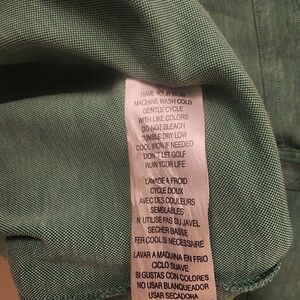 HAVE YOUR MOM
MACHINE WASH COLD
GENTLE CYCLE
WITH LIKE COLORS
DO NOT BLEACH
TUMBLE DRY LOW
COOL IRON IF NEEDED
DON'T LET GOLF
RUIN YOUR LIFE
LAVAGE A FROID
CYCLE DOUX
AVEC DES COULEURS
SEMBLABLES
N UTILISE PAS DU JAVEL
SECHER BASSE
FER COOL SI NECESSAIRE
LAVAR A MAQUINA EN FRIO
CICLO SUAVE
SI GUSTAS CON COLORES
NO USAR BLANQUEADOR
USAR SECADORA